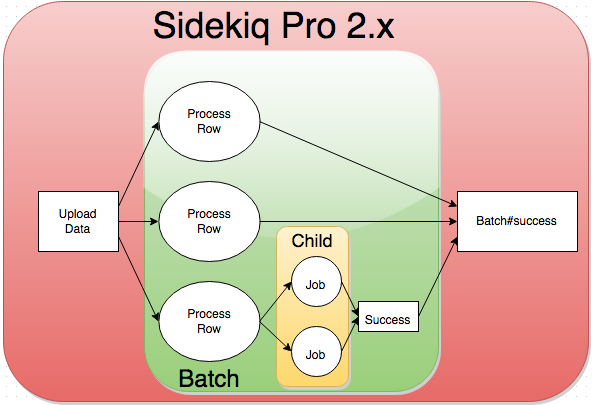 Sidekiq Pro 2.x
Process
Row
Upload
Data
Process
Row
Batch#success
Child
Job
Process
Row
Success
Job
Batch